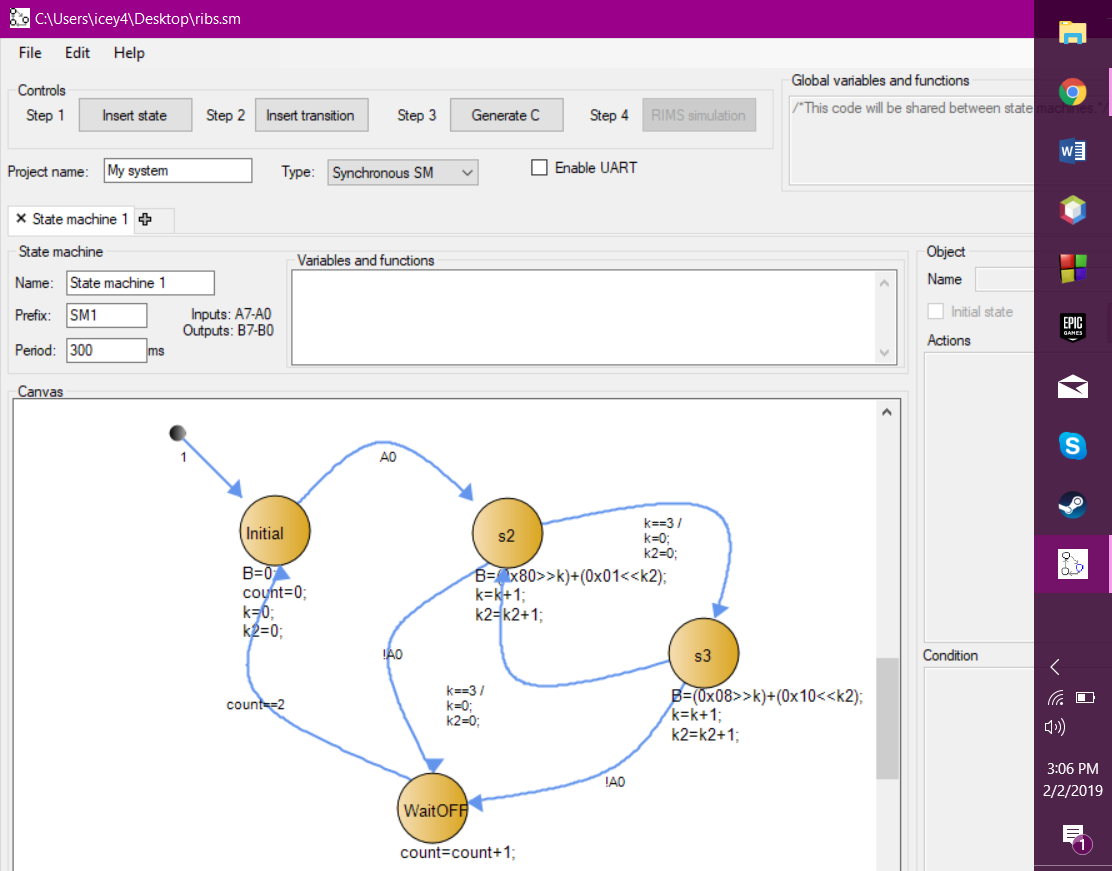 C:\Users\icey4\Desktop\ribs.sm
File Edit Help
Controls
Step 1 Insert state Step 2 Insert transition Step 3 Generate C Step 4 RIMS simulation
Global variables and functions
/*This code will be shared between state machines.*/
Project name: My system Type: Synchronous SM Enable UART
State machine 1
State machine
Name: State machine 1
Prefix: SM1
Inputs: A7-A0
Outputs: B7-B0
Period: 300 ms
Variables and functions
Object
Name
Initial state
Actions
Condition
Canvas
1
A0
Initial
B=0;
count=0;
k=0;
k2=0;
s2
B=(0x80>>k)+(0x01<<k2);
k=k+1;
k2=k2+1;
k==3 /
k=0;
k2=0;
s3
B=(0x08>>k)+(0x10<<k2);
k=k+1;
k2=k2+1;
!A0
k==3 /
k=0;
k2=0;
count==2
!A0
WaitOFF
count=count+1;
W
EPIC
GAMES
S
3:06 PM
2/2/2019
1